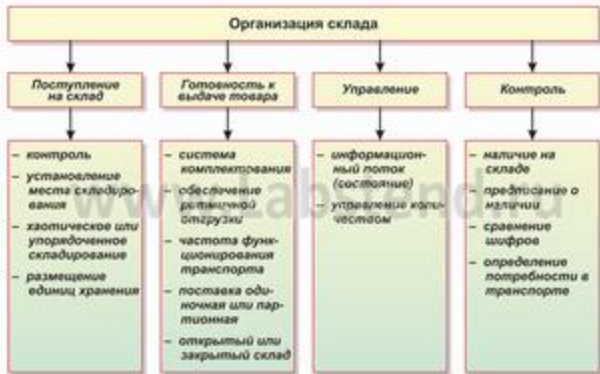 Организация склада
Поступление
на склад
Готовность к
выдаче товара
Управление
Контроль
– контроль
– установление
места складиро-
вания
– хаотическое или
упорядоченное
складирование
– размещение
единиц хранения
– система
комплектования
– обеспечение
ритмичной
отгрузки
– частота функ-
ционирования
транспорта
– поставка оди-
ночная или пар-
тионная
– открытый или
закрытый склад
– информацион-
ный поток
(состояние)
– управление коли-
чеством
– наличие на
складе
– предписание о
наличии
– сравнение
шифров
– определение
потребности в
транспорте